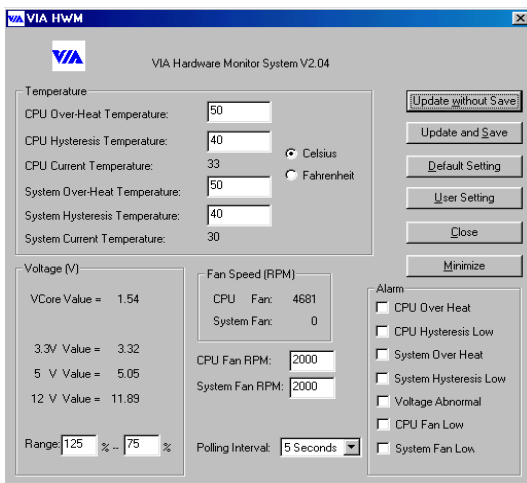 VIA VIA HWM
VIA
VIA Hardware Monitor System V2.04
Temperature
CPU Over-Heat Temperature: 50
CPU Hysteresis Temperature: 40
CPU Current Temperature: 33
System Over-Heat Temperature: 50
System Hysteresis Temperature: 40
System Current Temperature: 30
Celsius
Fahrenheit
Update without Save
Update and Save
Default Setting
User Setting
Close
Minimize
Voltage (V)
VCore Value = 1.54
3.3V Value = 3.32
5 V Value = 5.05
12 V Value = 11.89
Range: 125 % -- 75 %
Fan Speed (RPM)
CPU Fan: 4681
System Fan: 0
CPU Fan RPM: 2000
System Fan RPM: 2000
Polling Interval: 5 Seconds
Alarm
CPU Over Heat
CPU Hysteresis Low
System Over Heat
System Hysteresis Low
Voltage Abnormal
CPU Fan Low
System Fan Low